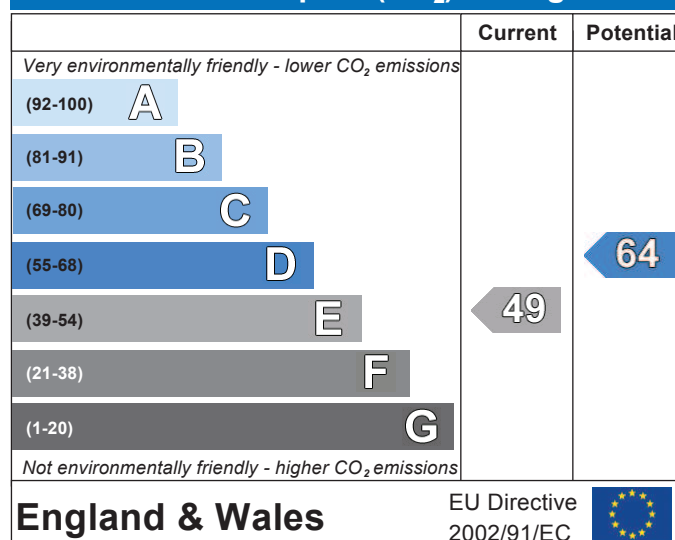 Current Potential
Very environmentally friendly - lower CO₂ emissions
(92-100) A
(81-91) B
(69-80) C
(55-68) D
64
(39-54) E
49
(21-38) F
(1-20) G
Not environmentally friendly - higher CO₂ emissions
England & Wales
EU Directive
2002/91/EC